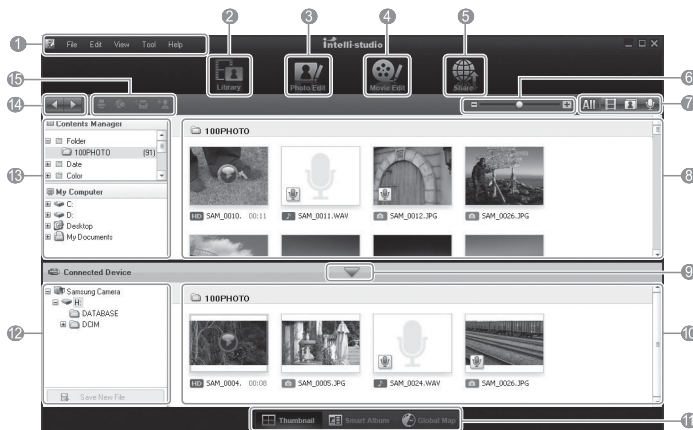 2
3
4
5
1
File Edit View Tool Help
intelli-studio
15
Library
Photo Edit
Movie Edit
Share
6
14
All
7
Contents Manager
Folder
100PHOTO (91)
Date
Color
100PHOTO
13
My Computer
C:
D:
Desktop
My Documents
HD SAM_0010. 00:11
SAM_0011.WAV
SAM_0012.JPG
SAM_0026.JPG
8
Connected Device
9
Samsung Camera
H:
DATABASE
DCIM
100PHOTO
12
10
HD SAM_0004. 00:08
SAM_0005.JPG
SAM_0024.WAV
SAM_0026.JPG
Save New File
Thumbnail
Smart Album
Global Map
11